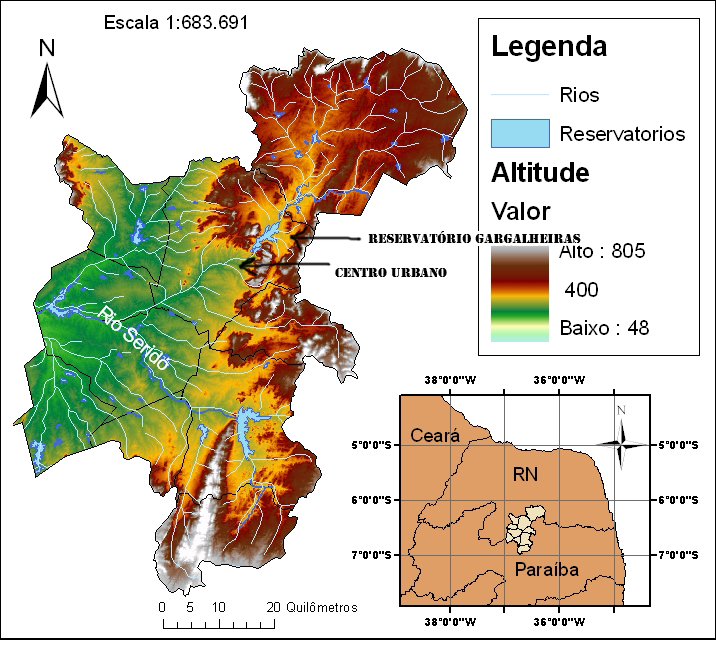 Escala 1:683.691
N
Legenda
Rios
Reservatorios
Altitude
Valor
Alto : 805
400
Baixo : 48
RESERVATÓRIO GARGALHEIRAS
CENTRO URBANO
Rio Seridó
0 5 10 20 Quilômetros
38°0'0"W 36°0'0"W
N
Ceará
RN
Paraíba
5°0'0"S 5°0'0"S
6°0'0"S 6°0'0"S
7°0'0"S 7°0'0"S
38°0'0"W 36°0'0"W